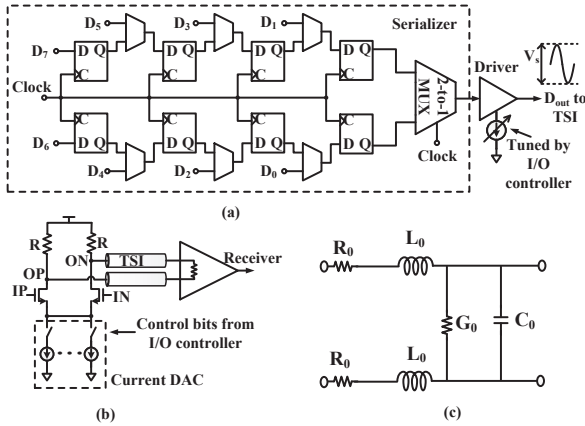 D5 D3 D1 Serializer
D7 D Q D Q D Q D Q
C C C C
Driver
Vs
Clock
2-to-1
MUX
Dout to
TSI
C C C C
D6 D Q D Q D Q D Q
D4 D2 D0
Clock
Tuned by
I/O
controller
(a)
R R
ON TSI Receiver
OP
IP IN
Control bits from
I/O controller
Current DAC
(b)
R0 L0
G0 C0
R0 L0
(c)